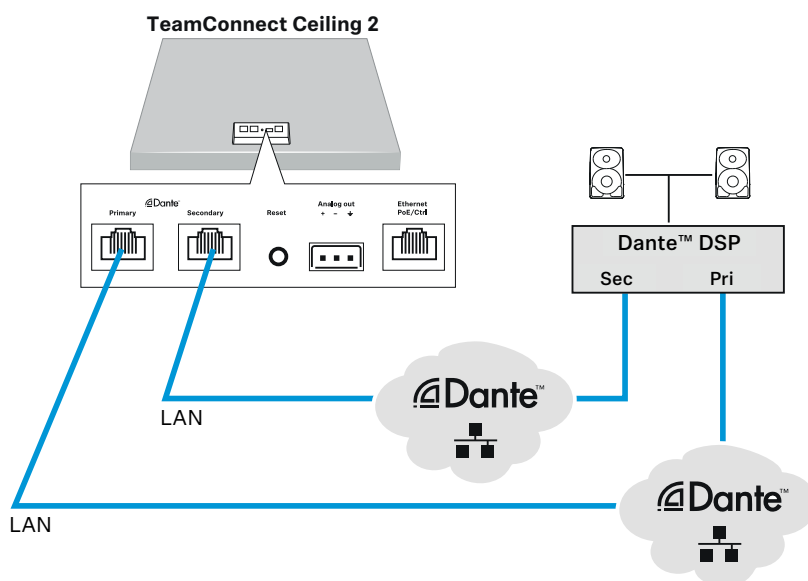 TeamConnect Ceiling 2
Dante™
Primary
Secondary
Reset
Analog out
+ −
Ethernet
PoE/Ctrl
Dante™ DSP
Sec Pri
Dante™
LAN
Dante™
LAN